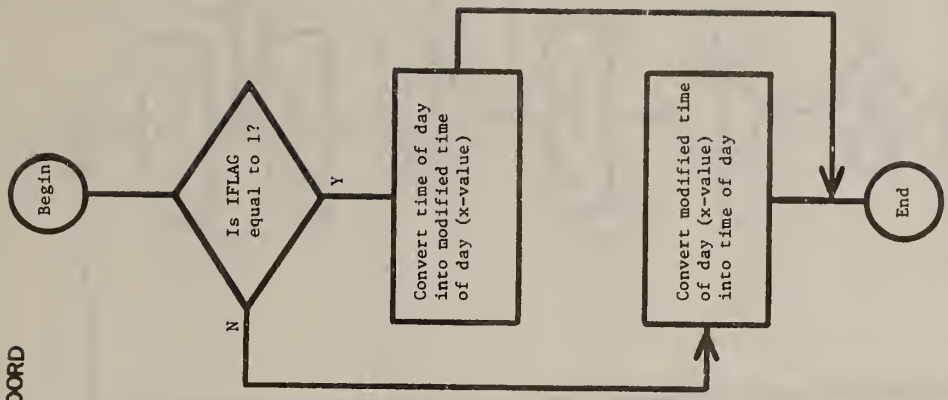 OORD
Begin
Is IFLAG
equal to 1?
N
Y
Convert time of day
into modified time
of day (x-value)
Convert modified time
of day (x-value)
into time of day
End